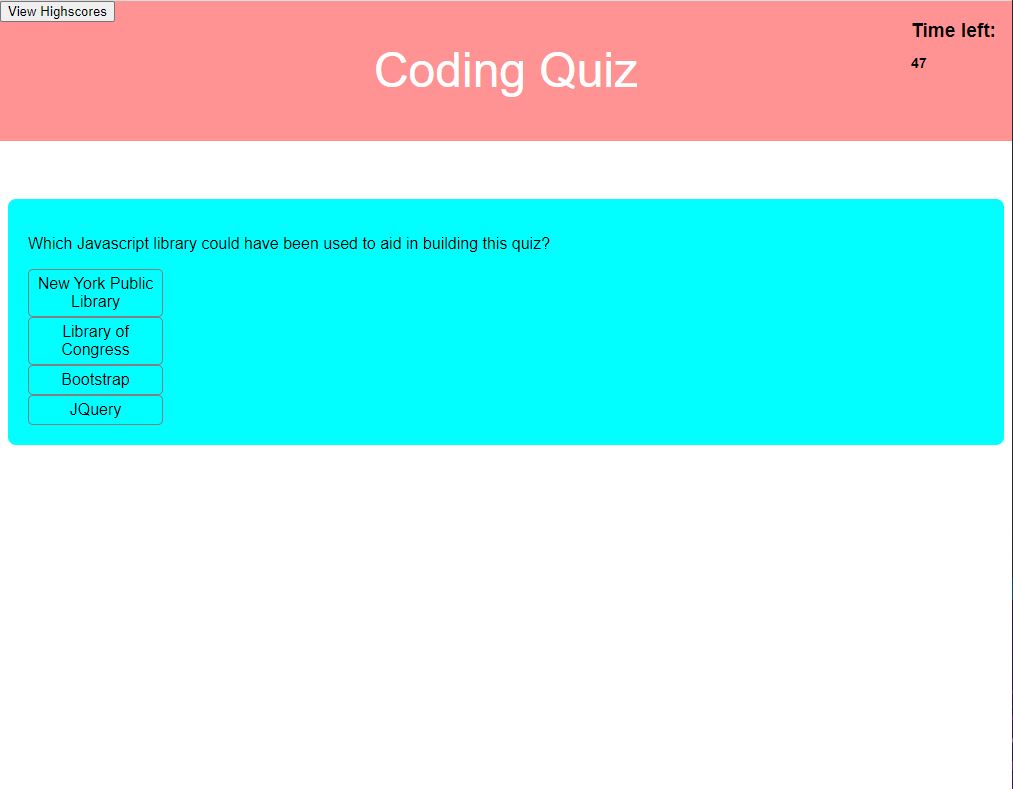 View Highscores
Time left:
47
Coding Quiz
Which Javascript library could have been used to aid in building this quiz?
New York Public
Library
Library of
Congress
Bootstrap
JQuery